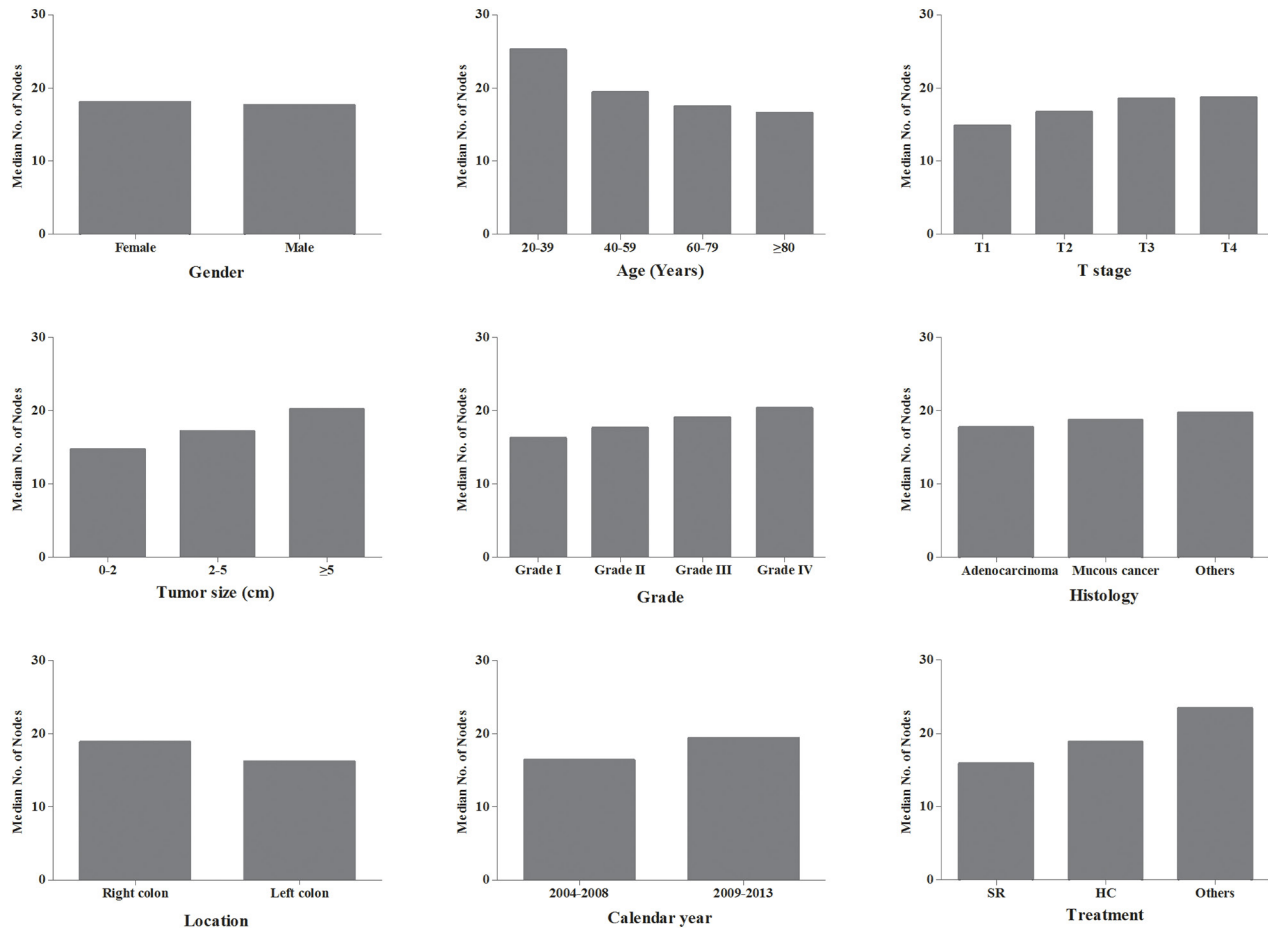 Median No. of Nodes
30
20
10
0
Female Male
Gender
Median No. of Nodes
30
20
10
0
20-39 40-59 60-79 ≥80
Age (Years)
Median No. of Nodes
30
20
10
0
T1 T2 T3 T4
T stage
Median No. of Nodes
30
20
10
0
0-2 2-5 ≥5
Tumor size (cm)
Median No. of Nodes
30
20
10
0
Grade I Grade II Grade III Grade IV
Grade
Median No. of Nodes
30
20
10
0
Adenocarcinoma Mucous cancer Others
Histology
Median No. of Nodes
30
20
10
0
Right colon Left colon
Location
Median No. of Nodes
30
20
10
0
2004-2008 2009-2013
Calendar year
Median No. of Nodes
30
20
10
0
SR HC Others
Treatment